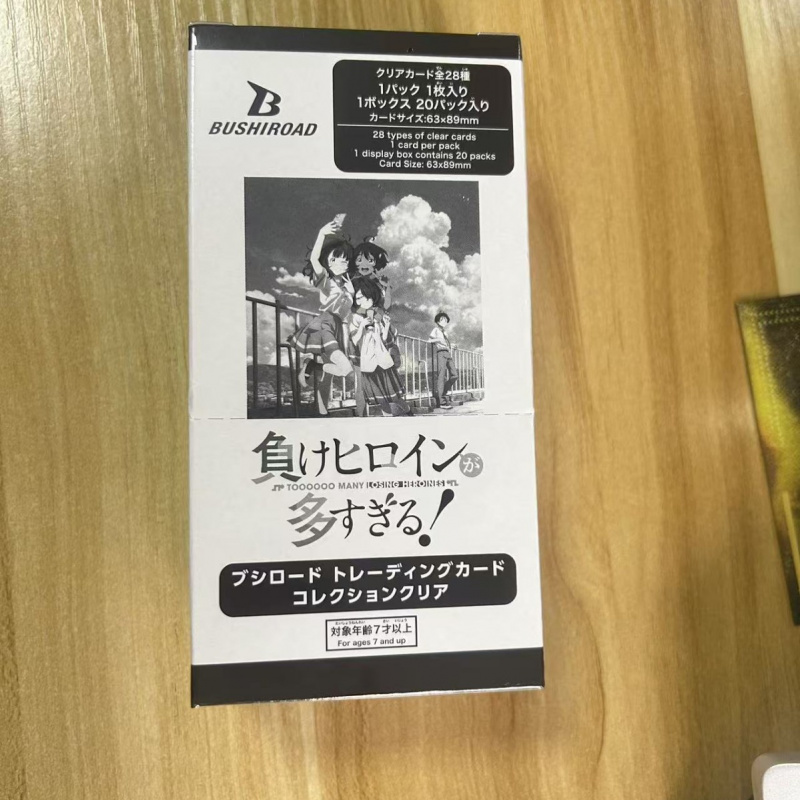 BUSHIROAD
クリアカード全28種
1パック 1枚入り
1ボックス 20パック入り
カードサイズ:63×89mm
28 types of clear cards
1 card per pack
1 display box contains 20 packs
Card Size: 63x89mm
負けヒロインが
TOOOOOO MANY LOSING HEROINES
多すぎる!
ブシロード トレーディングカード
コレクションクリア
対象年齢7才以上
For ages 7 and up